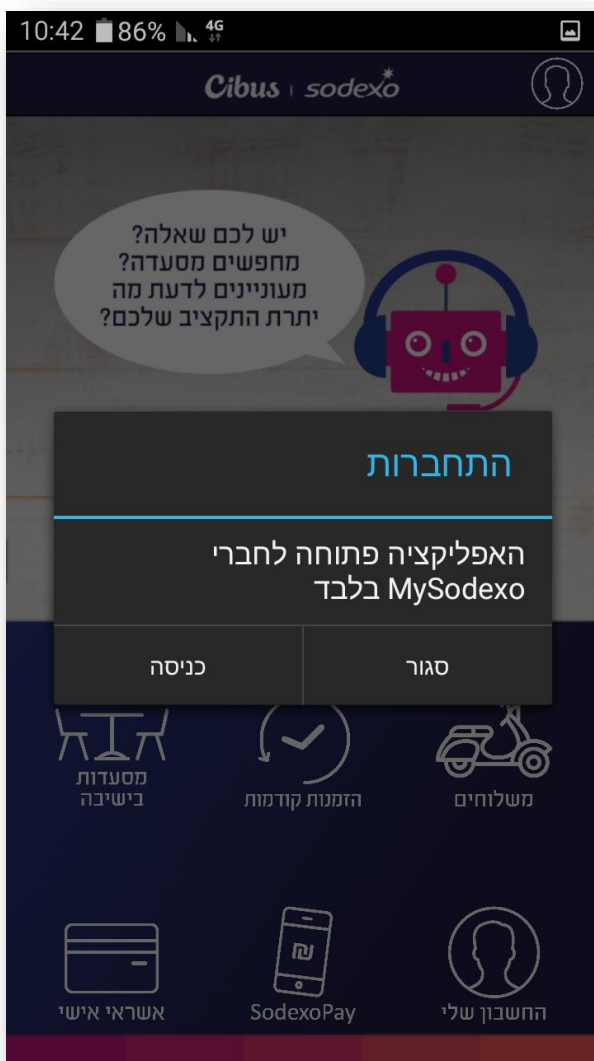 10:42 86% 4G
Cibus | sodexo
יש לכם שאלה?
מחפשים מסעדה?
מעוניינים לדעת מה
יתרת התקציב שלכם?
התחברות
האפליקציה פתוחה לחברי
MySodexo בלבד
סגור
כניסה
משלוחים
הזמנות קודמות
מסעדות
בישיבה
החשבון שלי
₪
SodexoPay
אשראי אישי